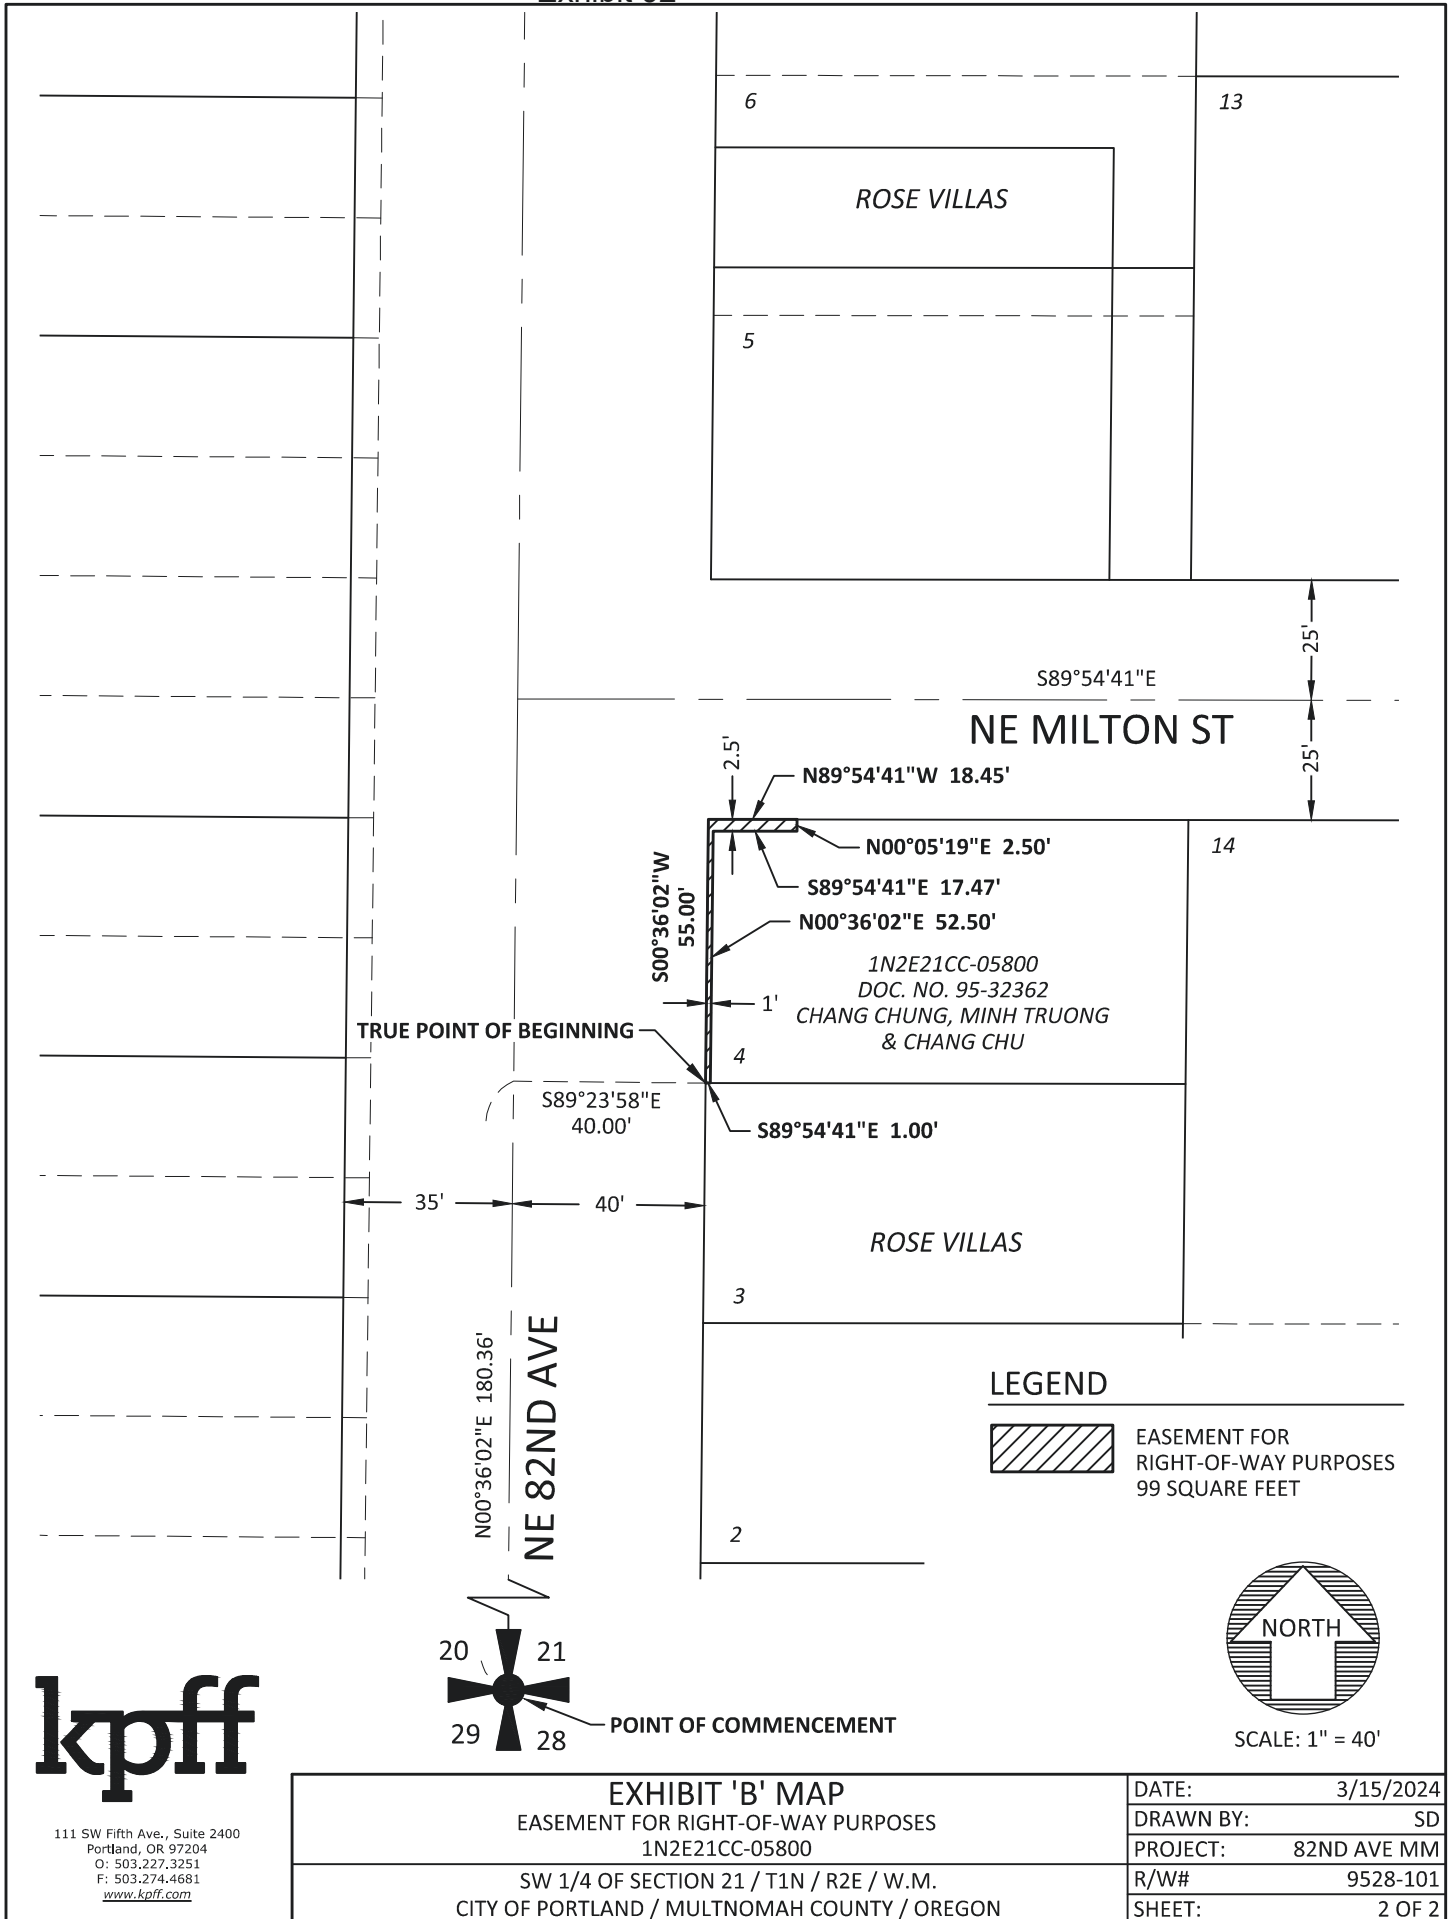 6
13
ROSE VILLAS
5
25'
S89°54'41"E
NE MILTON ST
25'
2.5'
N89°54'41"W 18.45'
N00°05'19"E 2.50'
14
S89°54'41"E 17.47'
S00°36'02"W
55.00'
N00°36'02"E 52.50'
1N2E21CC-05800
DOC. NO. 95-32362
CHANG CHUNG, MINH TRUONG
& CHANG CHU
1'
TRUE POINT OF BEGINNING
4
S89°23'58"E
40.00'
S89°54'41"E 1.00'
35'
40'
ROSE VILLAS
3
N00°36'02"E 180.36'
NE 82ND AVE
LEGEND
EASEMENT FOR
RIGHT-OF-WAY PURPOSES
99 SQUARE FEET
2
NORTH
SCALE: 1" = 40'
20
21
29
28
POINT OF COMMENCEMENT
kpff
111 SW Fifth Ave., Suite 2400
Portland, OR 97204
O: 503.227.3251
F: 503.274.4681
www.kpff.com
EXHIBIT 'B' MAP
EASEMENT FOR RIGHT-OF-WAY PURPOSES
1N2E21CC-05800
SW 1/4 OF SECTION 21 / T1N / R2E / W.M.
CITY OF PORTLAND / MULTNOMAH COUNTY / OREGON
DATE: 3/15/2024
DRAWN BY: SD
PROJECT: 82ND AVE MM
R/W# 9528-101
SHEET: 2 OF 2